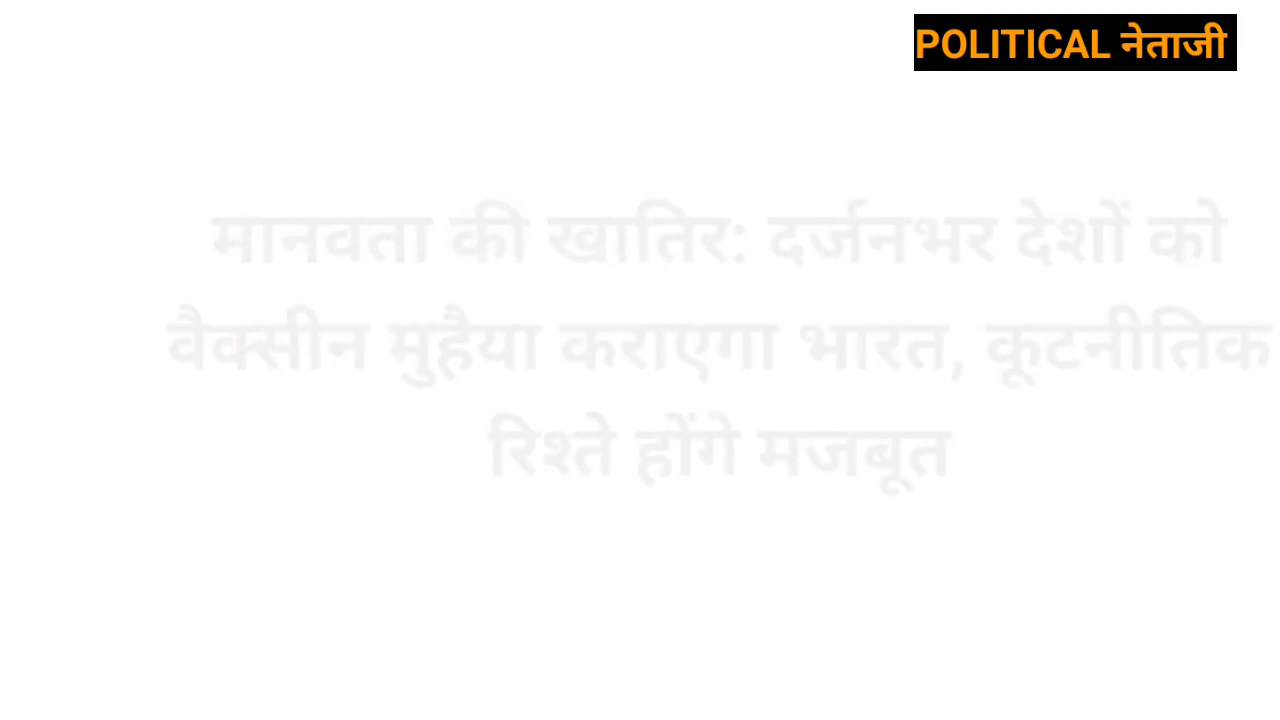 POLITICAL नेताजी
मानवता की खातिर: दर्जनभर देशों को
वैक्सीन मुहैया कराएगा भारत, कूटनीतिक
रिश्ते होंगे मजबूत